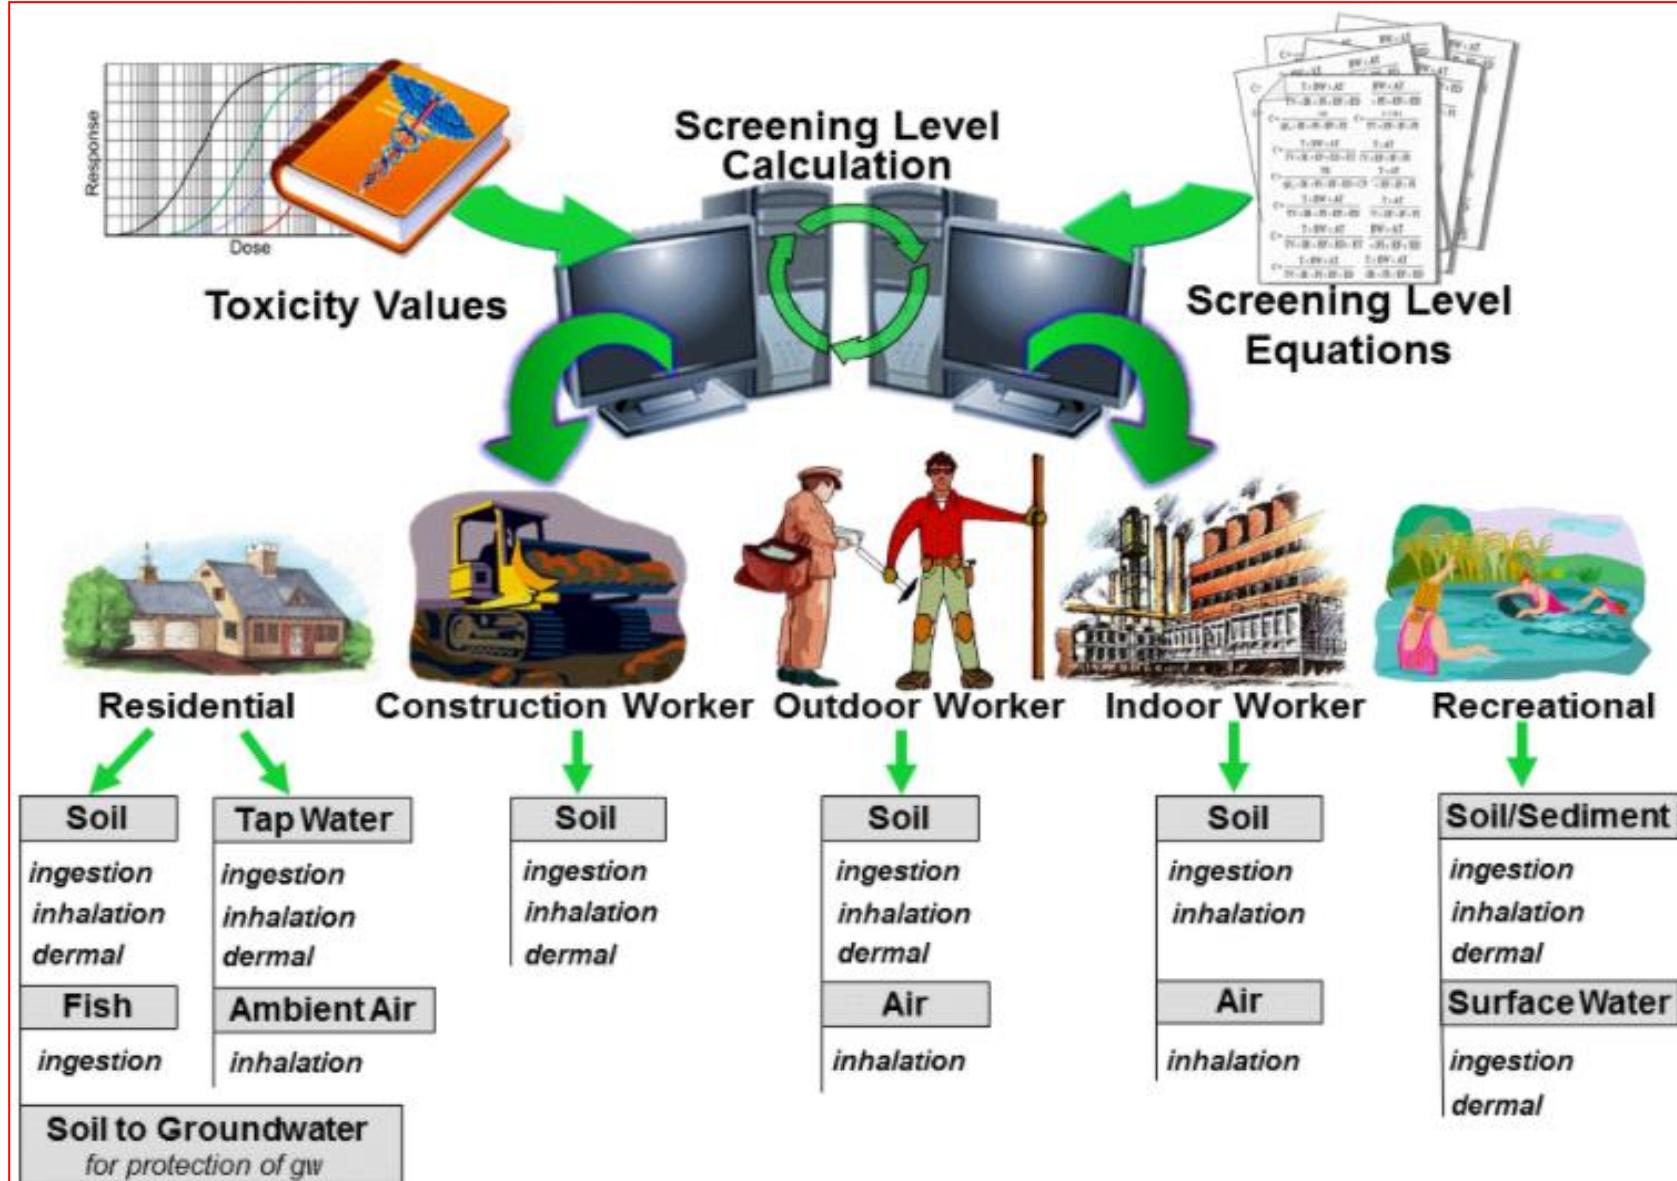 Response
Dose
Toxicity Values
Screening Level
Calculation
Screening Level
Equations
Residential
Construction Worker
Outdoor Worker
Indoor Worker
Recreational
Soil
ingestion
inhalation
dermal
Fish
ingestion
Soil to Groundwater
for protection of gw
Tap Water
ingestion
inhalation
dermal
Ambient Air
inhalation
Soil
ingestion
inhalation
dermal
Soil
ingestion
inhalation
dermal
Air
inhalation
Soil
ingestion
inhalation
Air
inhalation
Soil/Sediment
ingestion
inhalation
dermal
Surface Water
ingestion
dermal